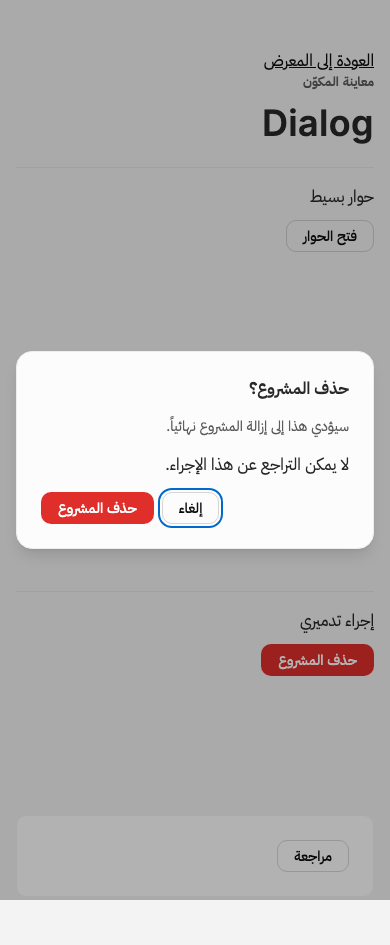 العودة إلى المعرض
معاينة المكوّن
Dialog
حوار بسيط
فتح الحوار
حذف المشروع؟
سيؤدي هذا إلى إزالة المشروع نهائياً.
لا يمكن التراجع عن هذا الإجراء.
إلغاء
حذف المشروع
إجراء تدميري
حذف المشروع
مراجعة